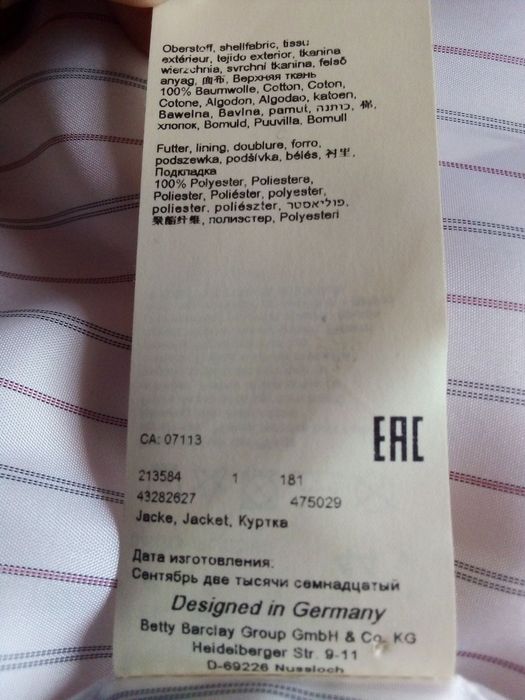 Oberstoff, shellfabric, tissu
extérieur, tejido exterior, tkanina
wierzchnia, svrchni tkanina, felső
anyag, 面布, Верхняя ткань
100% Baumwolle, Cotton, Coton,
Cotone, Algodon, Algodao, katoen,
Bawelna, Bavlna, pamut, כותנה, 棉,
хлопок, Bomuld, Puuvilla, Bomull
Futter, lining, doublure, forro,
podszewka, podšívka, bélés, 衬里,
Подкладка
100% Polyester, Poliestere,
Poliester, Poliéster, polyester,
poliester, poliészter, פוליאסטר,
聚酯纤维, полиэстер, Polyesteri
CA: 07113
EAC
213584 1 181
43282627 475029
Jacke, Jacket, Куртка
Дата изготовления:
Сентябрь две тысячи семнадцатый
Designed in Germany
Betty Barclay Group GmbH & Co. KG
Heidelberger Str. 9-11
D-69226 Nussloch